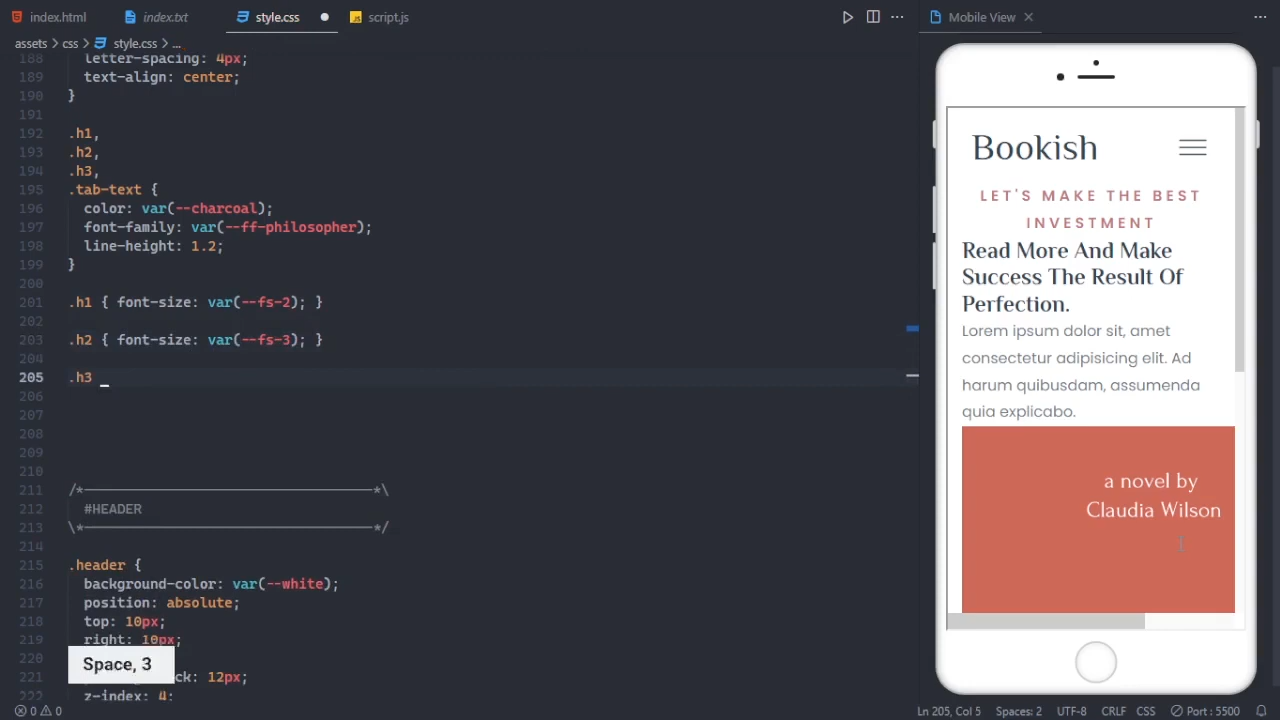 index.html index.txt style.css script.js Mobile View
assets > css > style.css > ...
188 letter-spacing: 4px;
189 text-align: center;
190 }
191
192 .h1,
193 .h2,
194 .h3,
195 .tab-text {
196 color: var(--charcoal);
197 font-family: var(--ff-philosopher);
198 line-height: 1.2;
199 }
200
201 .h1 { font-size: var(--fs-2); }
202
203 .h2 { font-size: var(--fs-3); }
204
205 .h3
206
207
208
209
210
211 /*-----------------------------------*\
212 #HEADER
213 \*-----------------------------------*/
214
215 .header {
216 background-color: var(--white);
217 position: absolute;
218 top: 10px;
219 right: 10px;
220
221 ck: 12px;
222 z-index: 4;
Space, 3
Bookish
LET'S MAKE THE BEST
INVESTMENT
Read More And Make
Success The Result Of
Perfection.
Lorem ipsum dolor sit, amet
consectetur adipisicing elit. Ad
harum quibusdam, assumenda
quia explicabo.
a novel by
Claudia Wilson
0 0 Ln 205, Col 5 Spaces: 2 UTF-8 CRLF CSS Port : 5500